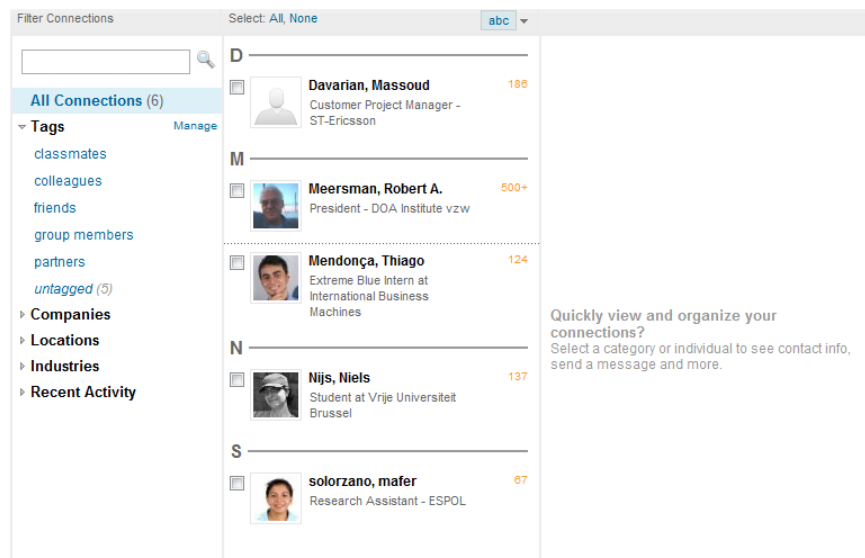 Filter Connections
Select: All, None
abc
All Connections (6)
Tags
Manage
classmates
colleagues
friends
group members
partners
untagged (5)
Companies
Locations
Industries
Recent Activity
D
Davarian, Massoud
186
Customer Project Manager -
ST-Ericsson
M
Meersman, Robert A.
500+
President - DOA Institute vzw
Mendonça, Thiago
124
Extreme Blue Intern at
International Business
Machines
N
Nijs, Niels
137
Student at Vrije Universiteit
Brussel
S
solorzano, mafer
67
Research Assistant - ESPOL
Quickly view and organize your
connections?
Select a category or individual to see contact info,
send a message and more.